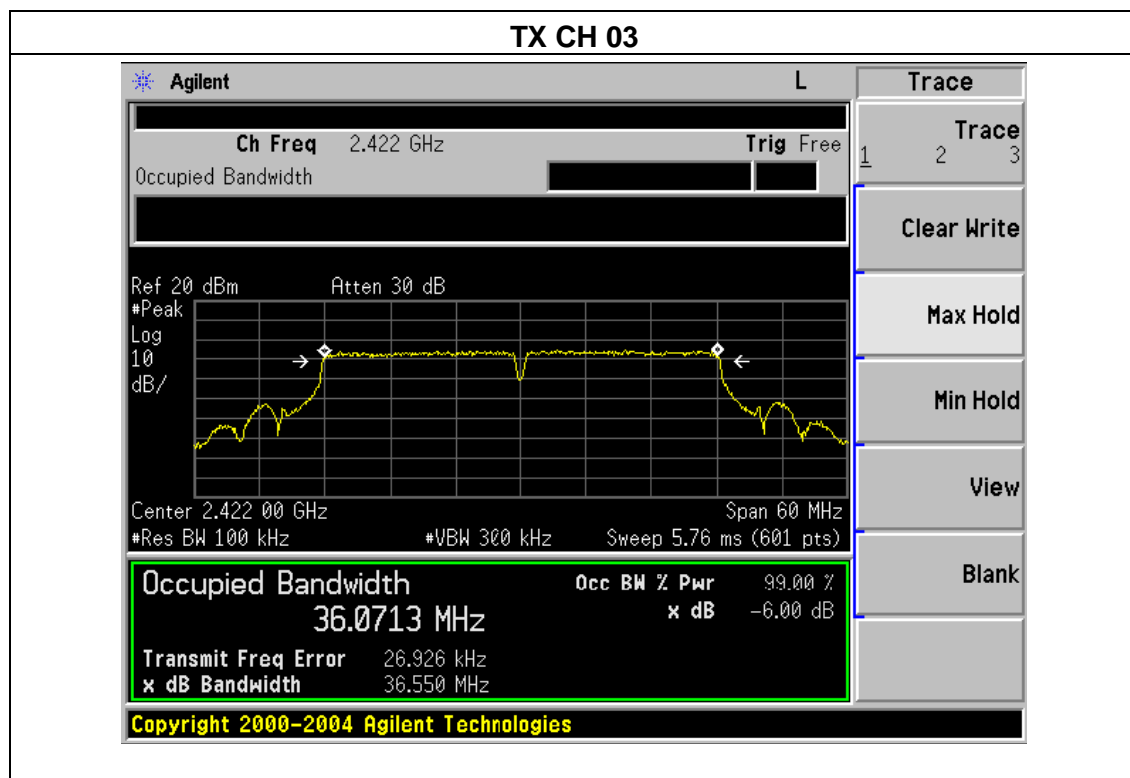 TX CH 03
Agilent L Trace
Ch Freq 2.422 GHz Trig Free
Occupied Bandwidth
Trace
1 2 3
Clear Write
Max Hold
Min Hold
View
Blank
Ref 20 dBm Atten 30 dB
#Peak
Log
10
dB/
Center 2.422 00 GHz Span 60 MHz
#Res BW 100 kHz #VBW 300 kHz Sweep 5.76 ms (601 pts)
Occupied Bandwidth Occ BW % Pwr 99.00 %
36.0713 MHz x dB -6.00 dB
Transmit Freq Error 26.926 kHz
x dB Bandwidth 36.550 MHz
Copyright 2000-2004 Agilent Technologies